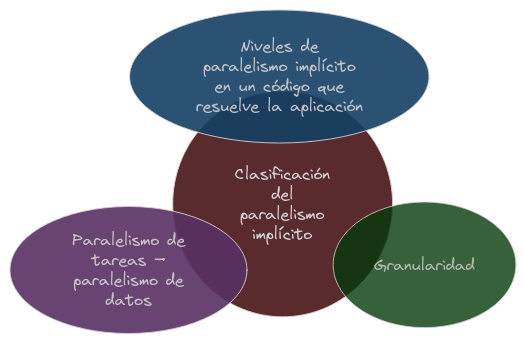 Niveles de
paralelismo implícito
en un código que
resuelve la aplicación
Clasificación
del
paralelismo
implícito
Paralelismo de
tareas –
paralelismo de
datos
Granularidad